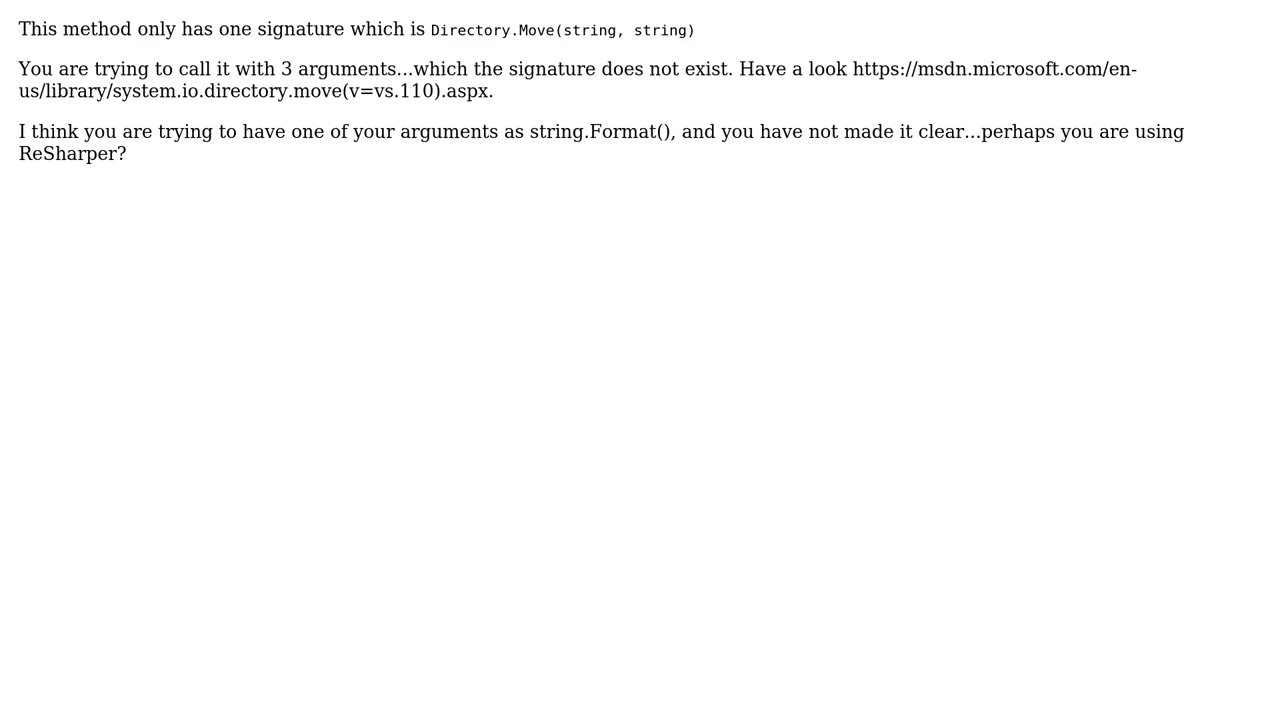 This method only has one signature which is Directory.Move(string, string)
You are trying to call it with 3 arguments...which the signature does not exist. Have a look https://msdn.microsoft.com/en-
us/library/system.io.directory.move(v=vs.110).aspx.
I think you are trying to have one of your arguments as string.Format(), and you have not made it clear...perhaps you are using
ReSharper?